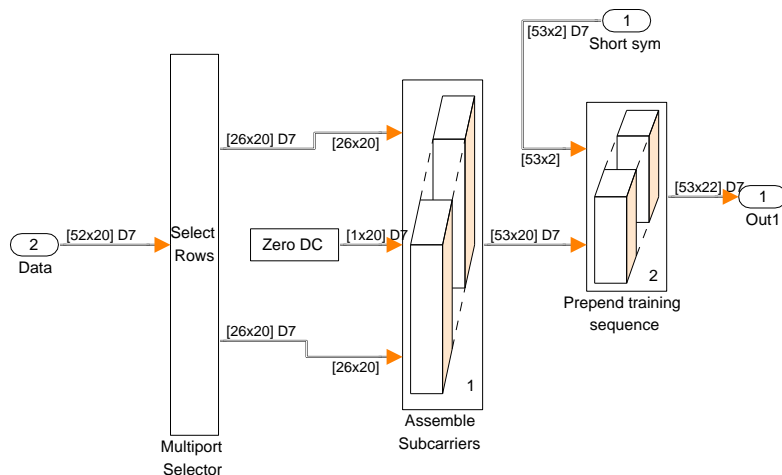 1
Short sym
[53x2] D7
[53x2]
[26x20] D7
[26x20]
2
Data
[52x20] D7
Select
Rows
Zero DC
[1x20] D7
[53x20] D7
[53x22] D7
1
Out1
2
Prepend training
sequence
[26x20] D7
[26x20]
1
Assemble
Subcarriers
Multiport
Selector